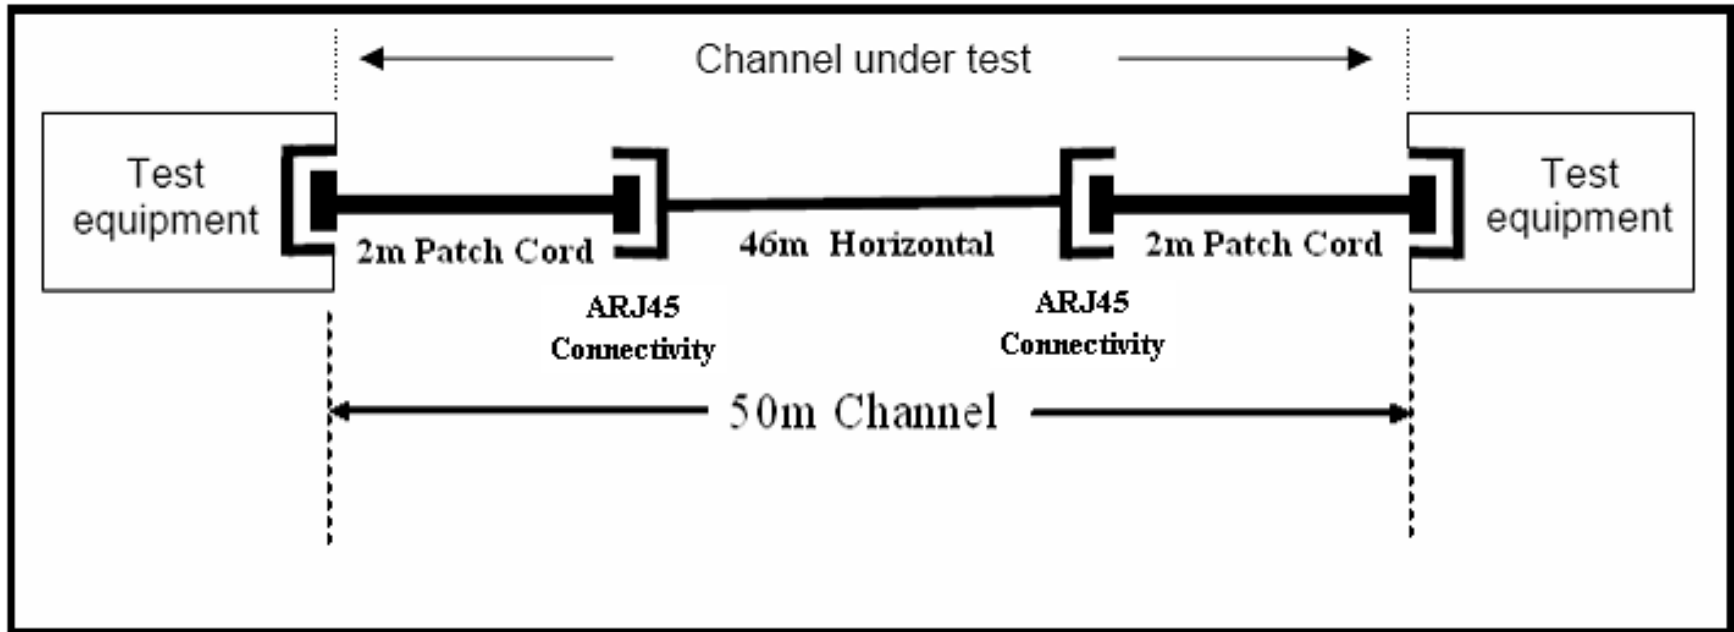 Channel under test
Test
equipment
Test
equipment
2m Patch Cord
46m Horizontal
2m Patch Cord
ARJ45
Connectivity
ARJ45
Connectivity
50m Channel